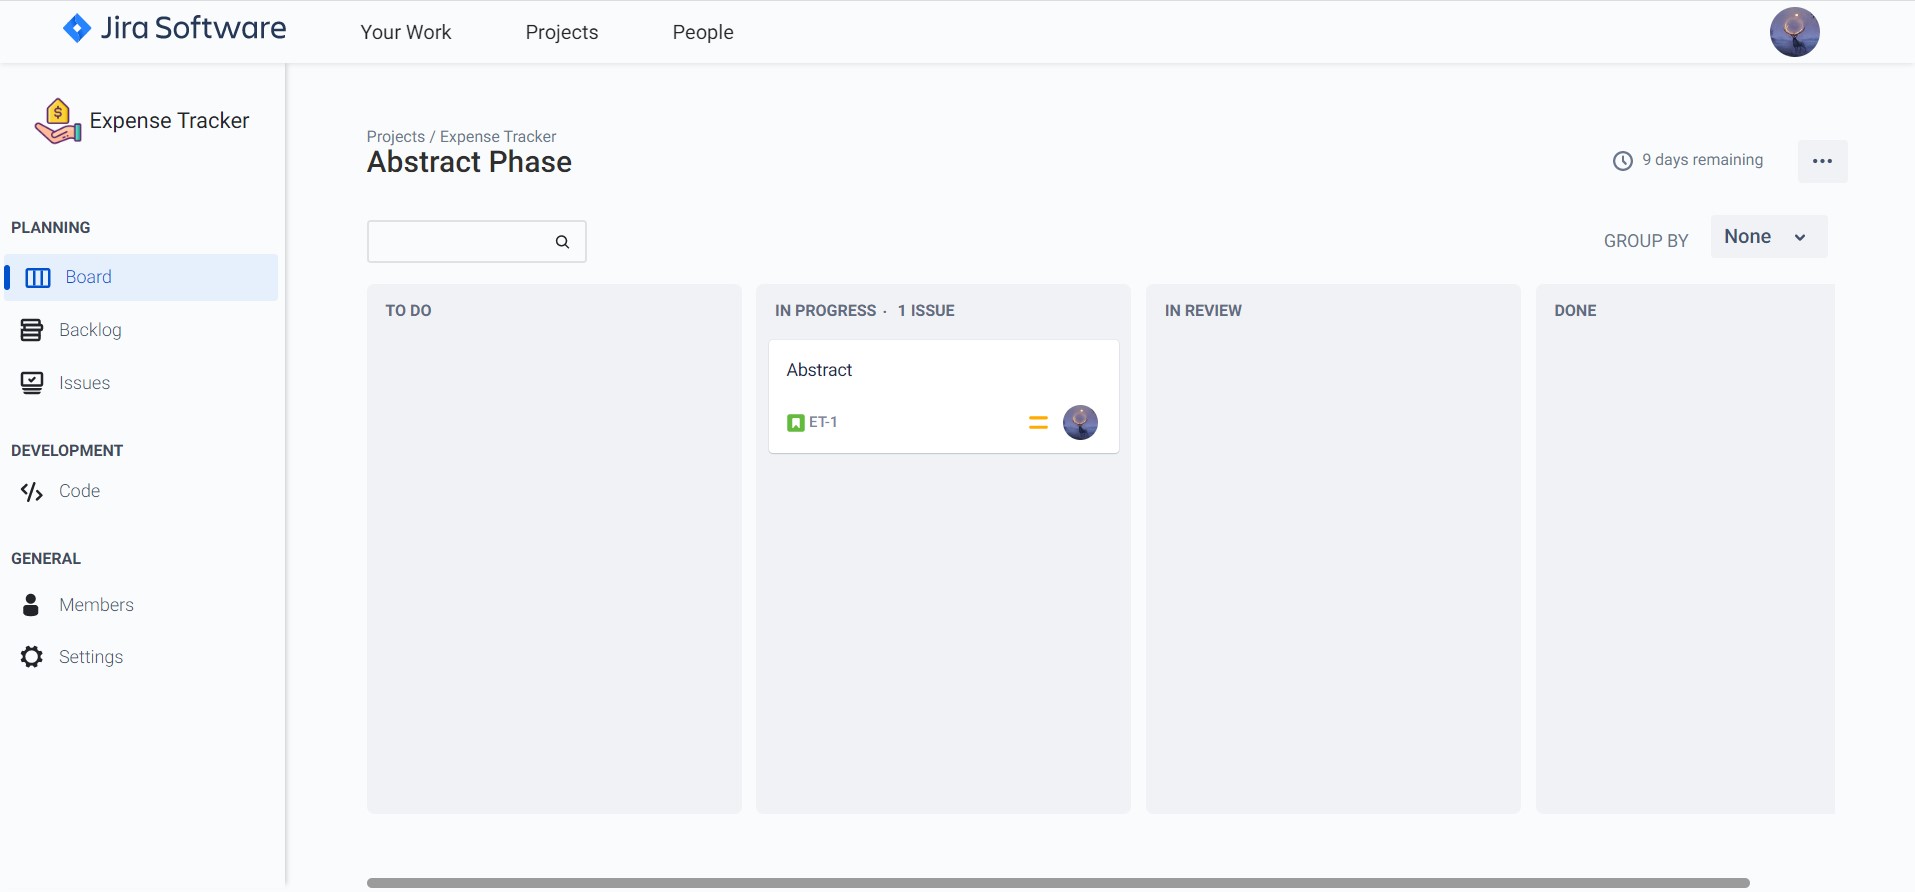 Jira Software
Your Work
Projects
People
$
Expense Tracker
Projects / Expense Tracker
Abstract Phase
9 days remaining
PLANNING
Board
Backlog
Issues
DEVELOPMENT
Code
GENERAL
Members
Settings
GROUP BY
None
TO DO
IN PROGRESS · 1 ISSUE
Abstract
ET-1
IN REVIEW
DONE